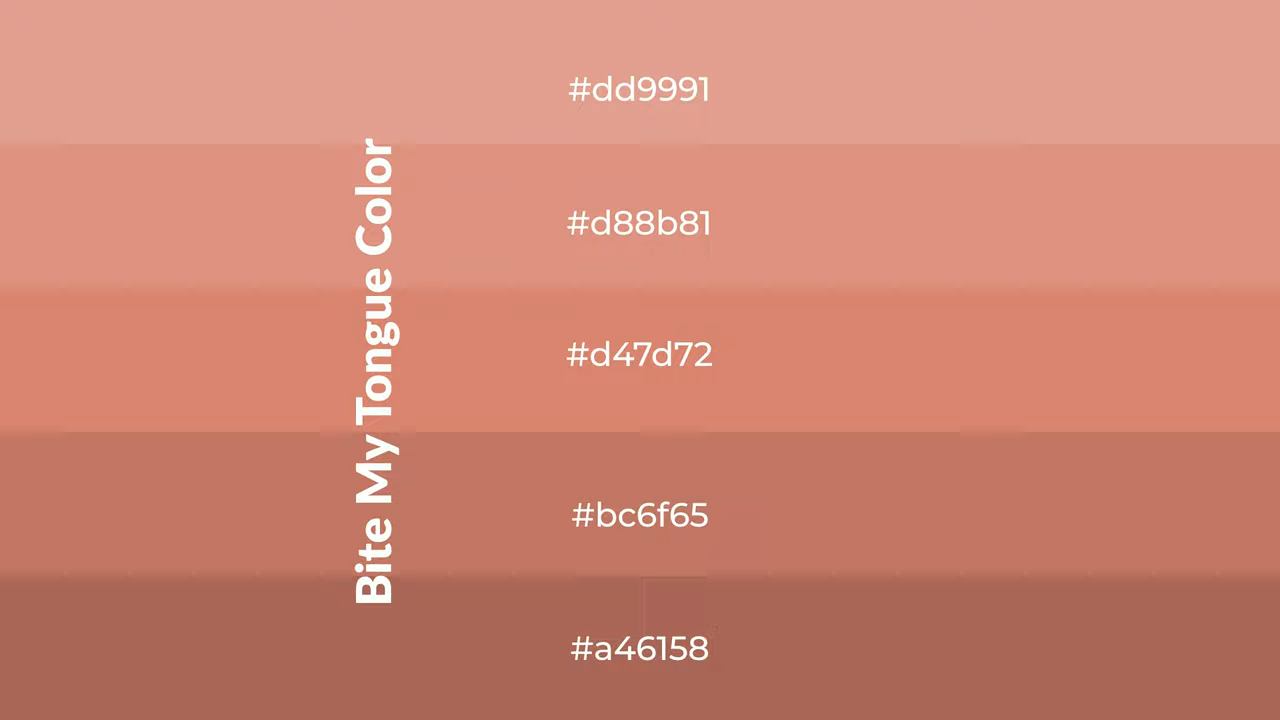 Bite My Tongue Color
#dd9991
#d88b81
#d47d72
#bc6f65
#a46158